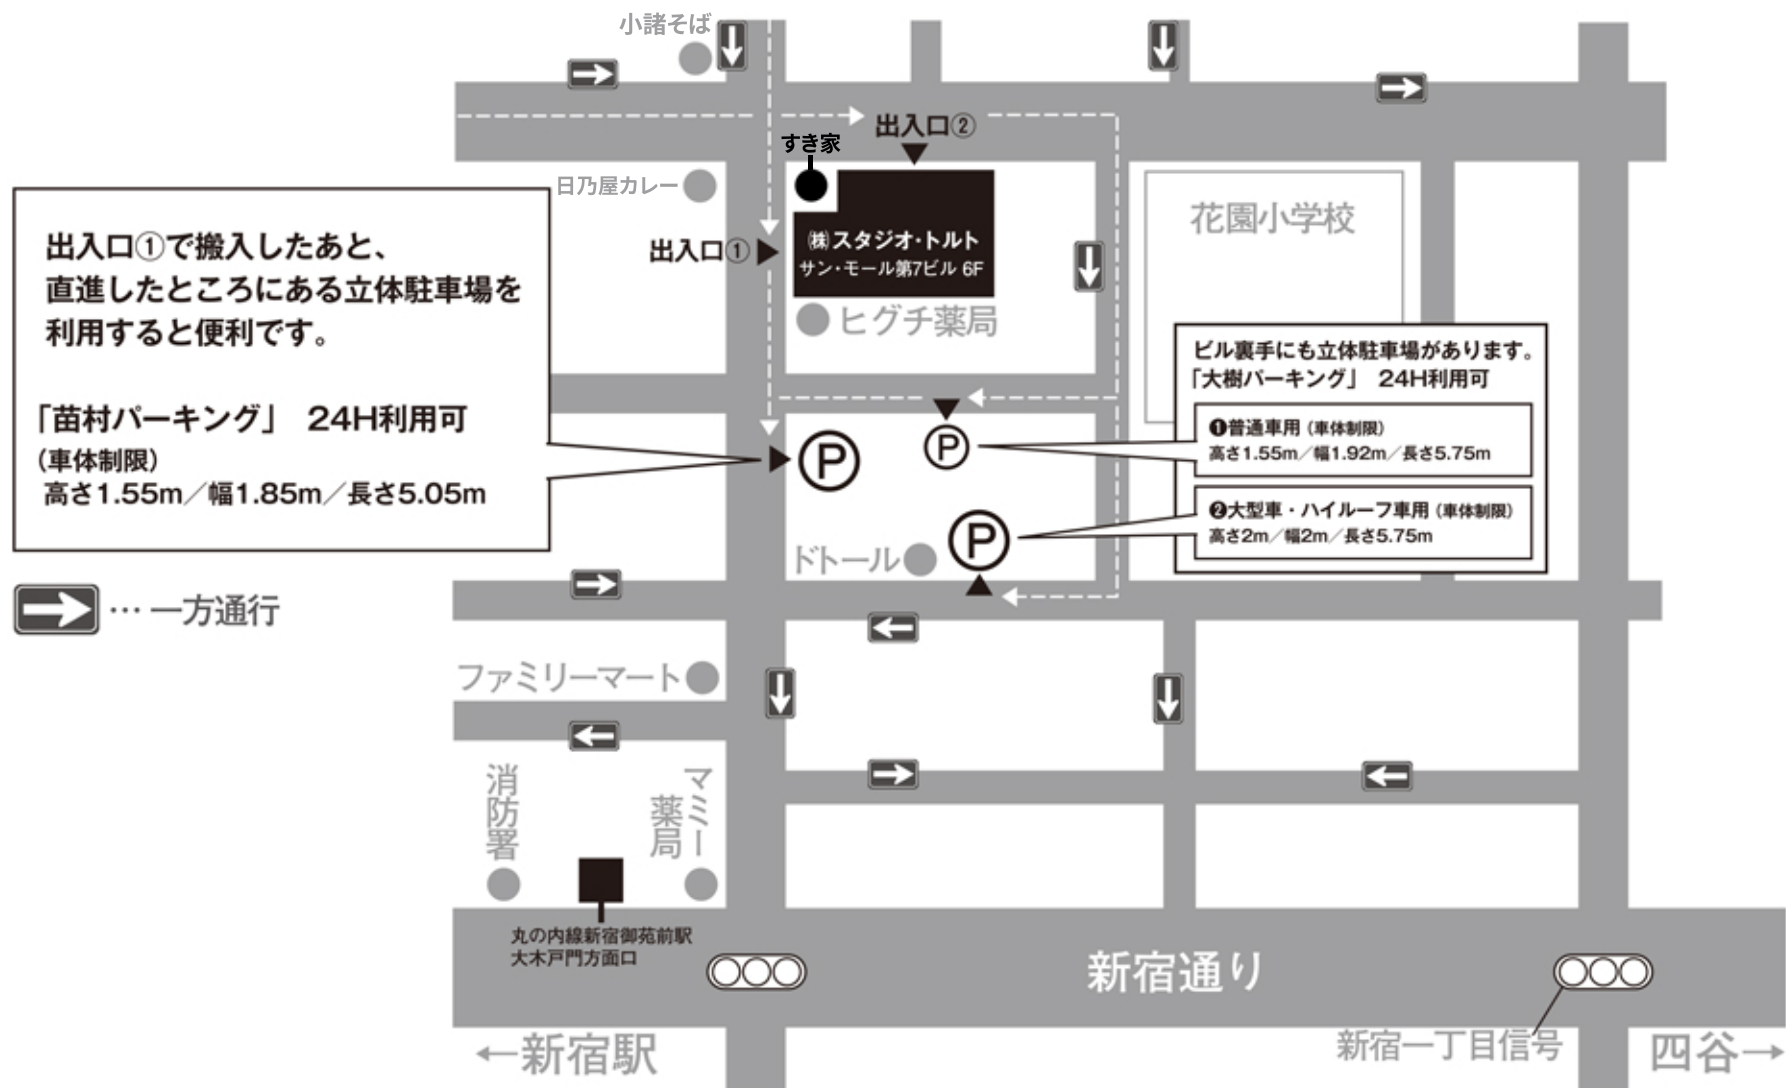 小諸そば
出入口②
すき家
日乃屋カレー
花園小学校
出入口①
㈱スタジオ・トルト
サン・モール第7ビル 6F
ヒグチ薬局
出入口①で搬入したあと、
直進したところにある立体駐車場を
利用すると便利です。
「苗村パーキング」 24H利用可
(車体制限)
高さ1.55m／幅1.85m／長さ5.05m
ビル裏手にも立体駐車場があります。
「大樹パーキング」 24H利用可
❶普通車用(車体制限)
高さ1.55m／幅1.92m／長さ5.75m
❷大型車・ハイルーフ車用(車体制限)
高さ2m／幅2m／長さ5.75m
P
P
P
ドトール
…一方通行
ファミリーマート
消防署
マミー
薬局
丸の内線新宿御苑前駅
大木戸門方面口
新宿通り
←新宿駅
新宿一丁目信号
四谷→